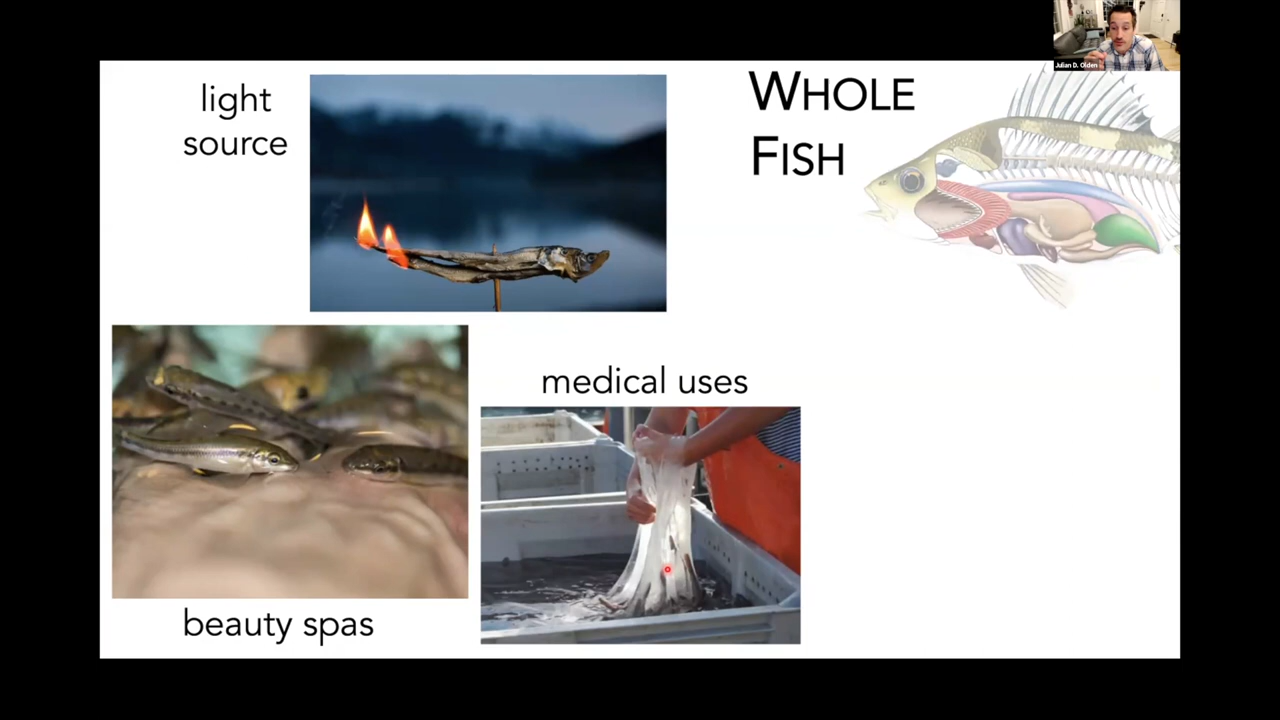 light
source
WHOLE
FISH
Julian D. Olden
medical uses
beauty spas